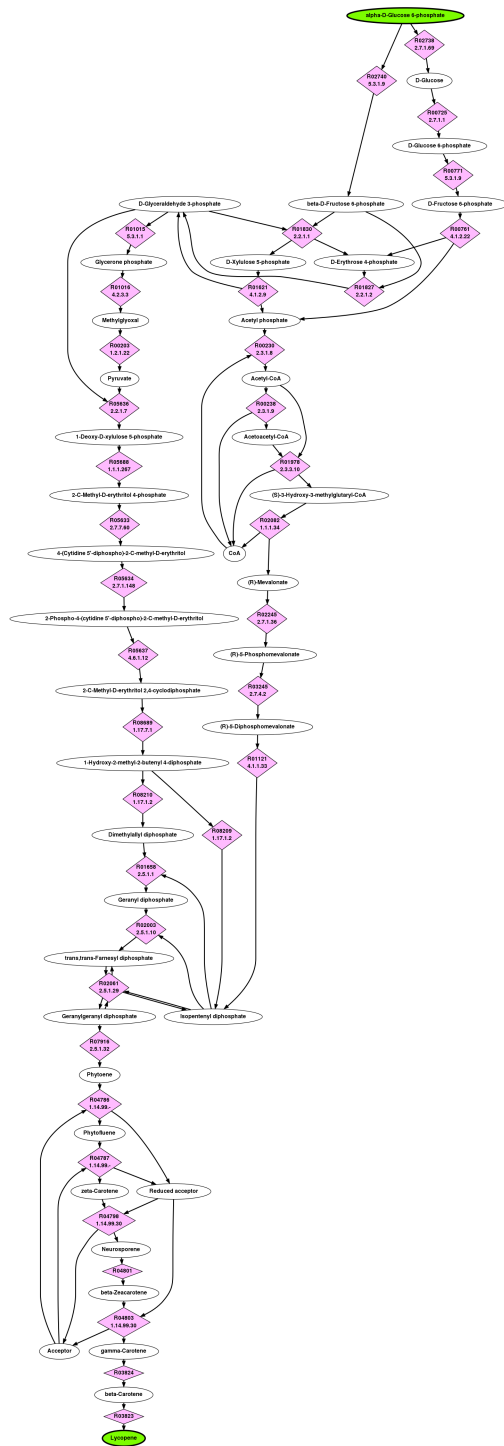 alpha-D-Glucose 6-phosphate
R02738
2.7.1.69
R02740
5.3.1.9
D-Glucose
R00725
2.7.1.1
D-Glucose 6-phosphate
R00771
5.3.1.9
D-Glyceraldehyde 3-phosphate
beta-D-Fructose 6-phosphate
D-Fructose 6-phosphate
R01015
5.3.1.1
R01830
2.2.1.1
R00761
4.1.2.22
Glycerone phosphate
D-Xylulose 5-phosphate
D-Erythrose 4-phosphate
R01016
4.2.3.3
R01621
4.1.2.9
R01827
2.2.1.2
Methylglyoxal
Acetyl phosphate
R00203
1.2.1.22
R00230
2.3.1.8
Pyruvate
Acetyl-CoA
R05636
2.2.1.7
R00238
2.3.1.9
1-Deoxy-D-xylulose 5-phosphate
Acetoacetyl-CoA
R05688
1.1.1.267
R01978
2.3.3.10
2-C-Methyl-D-erythritol 4-phosphate
(S)-3-Hydroxy-3-methylglutaryl-CoA
R05633
2.7.7.60
R02082
1.1.1.34
4-(Cytidine 5'-diphospho)-2-C-methyl-D-erythritol
CoA
R05634
2.7.1.148
(R)-Mevalonate
2-Phospho-4-(cytidine 5'-diphospho)-2-C-methyl-D-erythritol
R02245
2.7.1.36
R05637
4.6.1.12
(R)-5-Phosphomevalonate
2-C-Methyl-D-erythritol 2,4-cyclodiphosphate
R03245
2.7.4.2
R08689
1.17.7.1
(R)-5-Diphosphomevalonate
1-Hydroxy-2-methyl-2-butenyl 4-diphosphate
R01121
4.1.1.33
R08210
1.17.1.2
Dimethylallyl diphosphate
R08209
1.17.1.2
R01658
2.5.1.1
Geranyl diphosphate
R02003
2.5.1.10
trans,trans-Farnesyl diphosphate
R02061
2.5.1.29
Geranylgeranyl diphosphate
Isopentenyl diphosphate
R07916
2.5.1.32
Phytoene
R04786
1.14.99.-
Phytofluene
R04787
1.14.99.-
zeta-Carotene
Reduced acceptor
R04798
1.14.99.30
Neurosporene
R04801
beta-Zeacarotene
R04803
1.14.99.30
Acceptor
gamma-Carotene
R03824
beta-Carotene
R03823
Lycopene